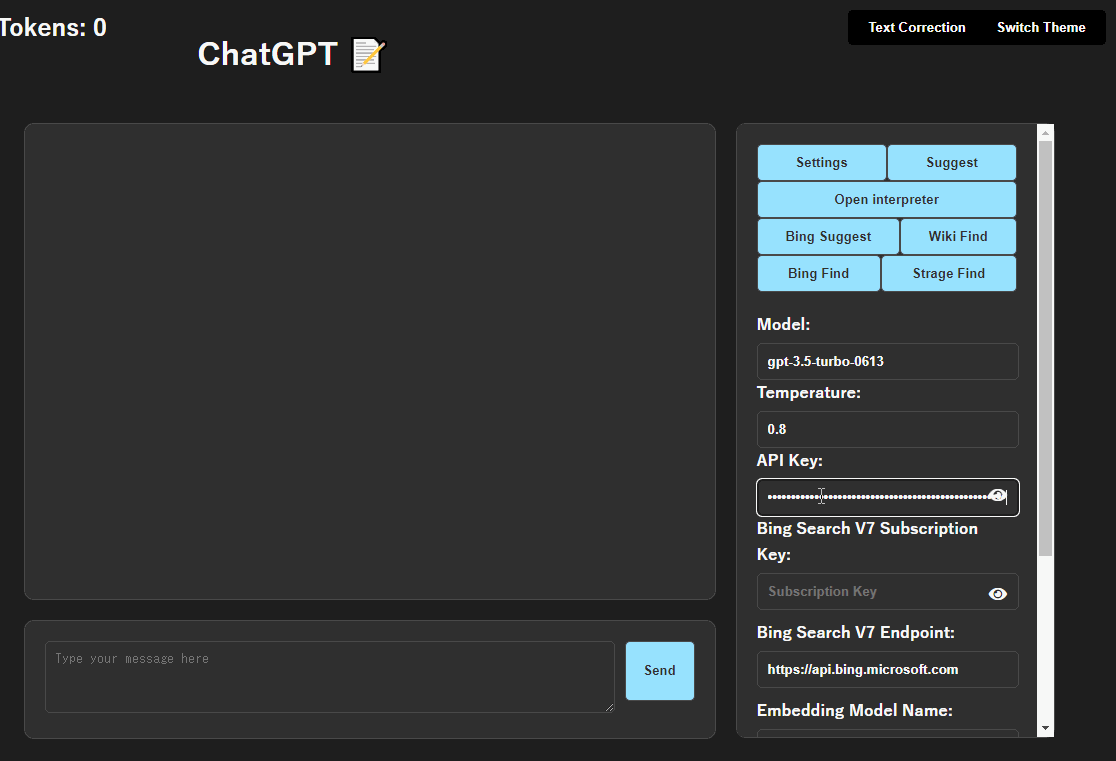 Tokens: 0
ChatGPT
Text Correction Switch Theme
Settings Suggest
Open interpreter
Bing Suggest Wiki Find
Bing Find Strage Find
Model:
gpt-3.5-turbo-0613
Temperature:
0.8
API Key:
Bing Search V7 Subscription
Key:
Subscription Key
Bing Search V7 Endpoint:
https://api.bing.microsoft.com
Embedding Model Name:
Type your message here
Send